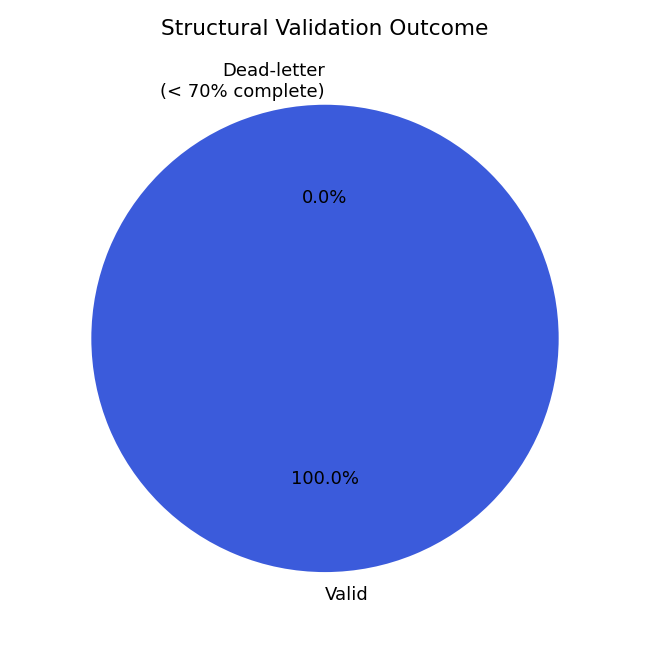 Structural Validation Outcome
Dead-letter
(< 70% complete)
0.0%
100.0%
Valid